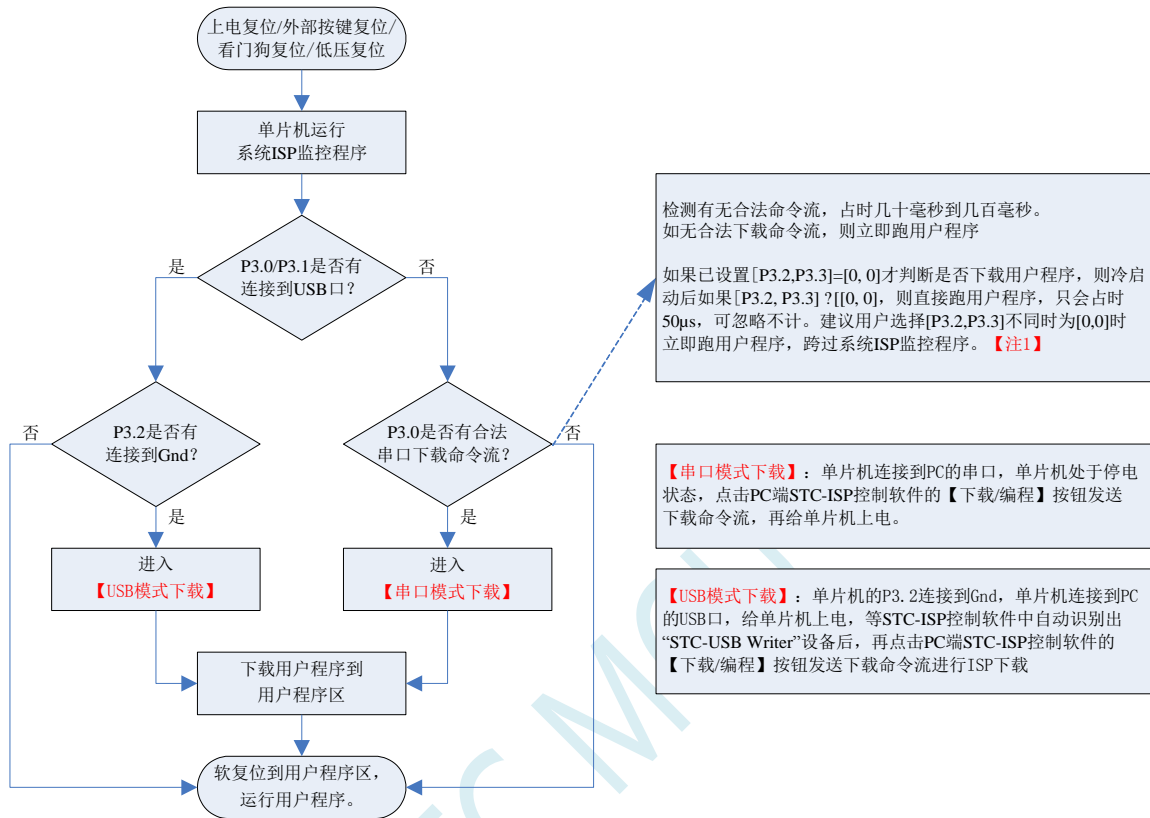 上电复位/外部按键复位/
看门狗复位/低压复位
单片机运行
系统ISP监控程序
P3.0/P3.1是否有
连接到USB口?
是
否
P3.2是否有
连接到Gnd?
否
是
P3.0是否有合法
串口下载命令流?
否
是
进入
【USB模式下载】
进入
【串口模式下载】
下载用户程序到
用户程序区
软复位到用户程序区，
运行用户程序。
检测有无合法命令流，占时几十毫秒到几百毫秒。
如无合法下载命令流，则立即跑用户程序
如果已设置[P3.2,P3.3]=[0, 0]才判断是否下载用户程序，则冷启
动后如果[P3.2, P3.3] ?[[0, 0)，则直接跑用户程序，只会占时
50μs，可忽略不计。建议用户选择[P3.2,P3.3]不同时为[0,0]时
立即跑用户程序，跨过系统ISP监控程序。【注1】
【串口模式下载】：单片机连接到PC的串口，单片机处于停电
状态，点击PC端STC-ISP控制软件的【下载/编程】按钮发送
下载命令流，再给单片机上电。
【USB模式下载】：单片机的P3.2连接到Gnd，单片机连接到PC
的USB口，给单片机上电，等STC-ISP控制软件中自动识别出
“STC-USB Writer”设备后，再点击PC端STC-ISP控制软件的
【下载/编程】按钮发送下载命令流进行ISP下载